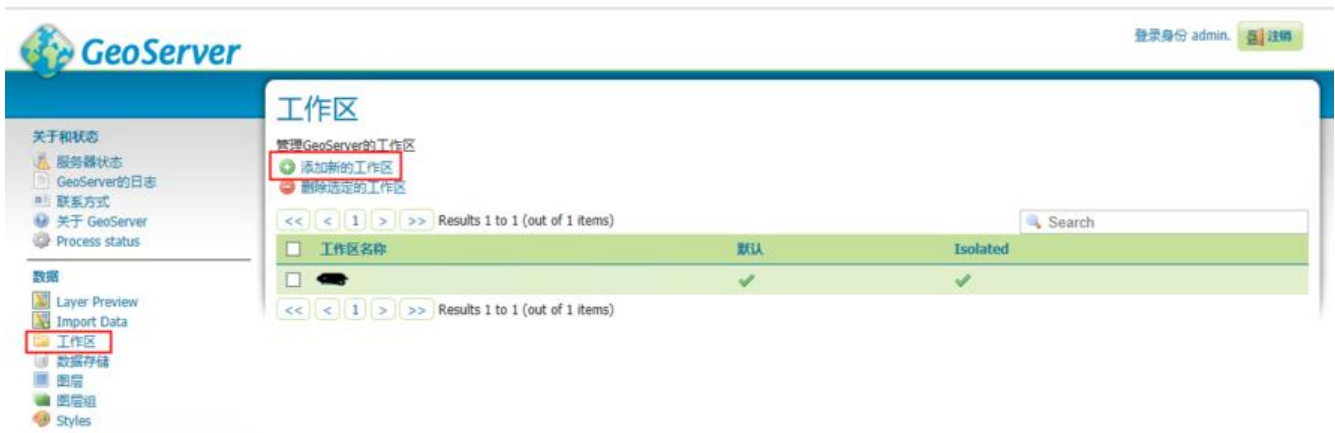 GeoServer
登录身份 admin. 注销
工作区
管理GeoServer的工作区
添加新的工作区
删除选定的工作区
<< < 1 > >> Results 1 to 1 (out of 1 items) Search
工作区名称 默认 Isolated
<< < 1 > >> Results 1 to 1 (out of 1 items)
关于和状态
服务器状态
GeoServer的日志
联系方式
关于 GeoServer
Process status
数据
Layer Preview
Import Data
工作区
数据存储
图层
图层组
Styles